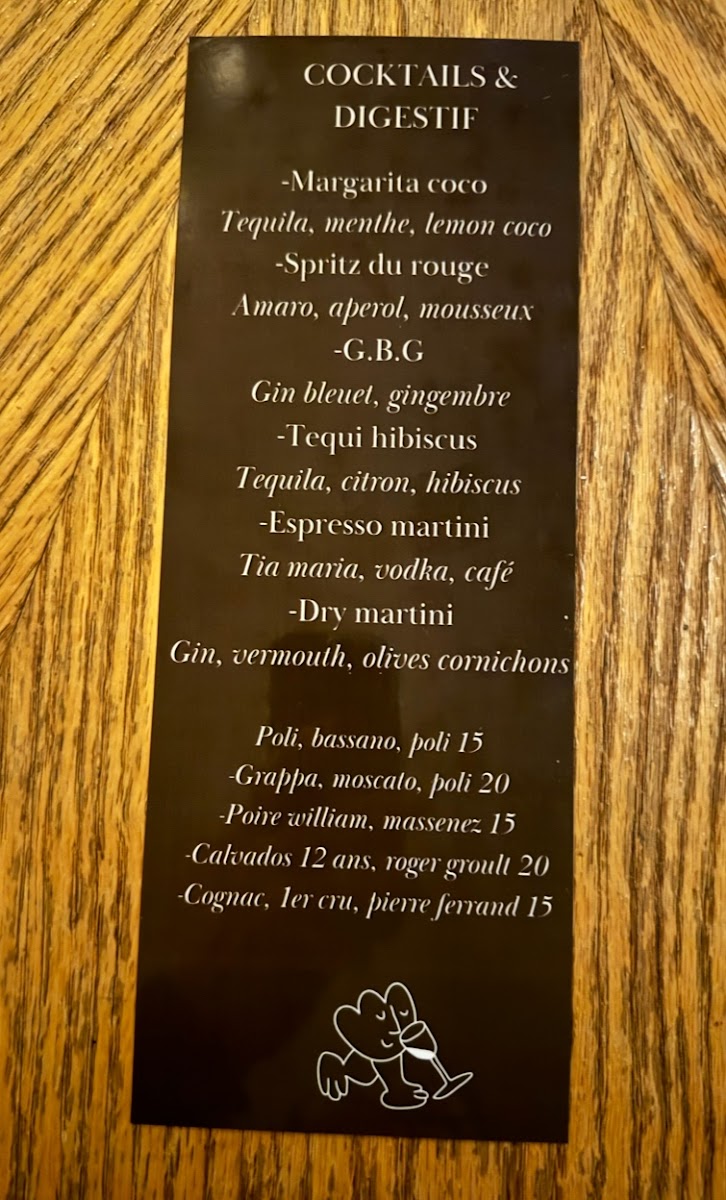 COCKTAILS &
DIGESTIF
-Margarita coco
Tequila, menthe, lemon coco
-Spritz du rouge
Amaro, aperol, mousseux
-G.B.G
Gin bleuet, gingembre
-Tequi hibiscus
Tequila, citron, hibiscus
-Espresso martini
Tia maria, vodka, café
-Dry martini
Gin, vermouth, olives cornichons
Poli, bassano, poli 15
-Grappa, moscato, poli 20
-Poire william, massenez 15
-Calvados 12 ans, roger groult 20
-Cognac, 1er cru, pierre ferrand 15